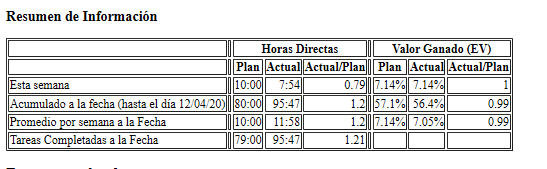 Resumen de Información
Horas Directas Valor Ganado (EV)
Plan Actual Actual/Plan Plan Actual Actual/Plan
Esta semana 10:00 7:54 0.79 7.14% 7.14% 1
Acumulado a la fecha (hasta el día 12/04/20) 80:00 95:47 1.2 57.1% 56.4% 0.99
Promedio por semana a la Fecha 10:00 11:58 1.2 7.14% 7.05% 0.99
Tareas Completadas a la Fecha 79:00 95:47 1.21